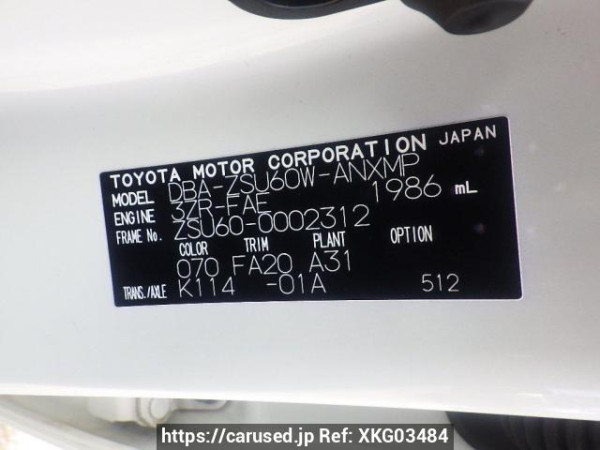 TOYOTA MOTOR CORPORATION JAPAN
MODEL DBA-ZSU60W-ANXMP
ENGINE 3ZR-FAE 1986 mL
FRAME No. ZSU60-0002312
COLOR TRIM PLANT OPTION
070 FA20 A31
TRANS./AXLE K114 -01A 512
https://carused.jp Ref: XKG03484